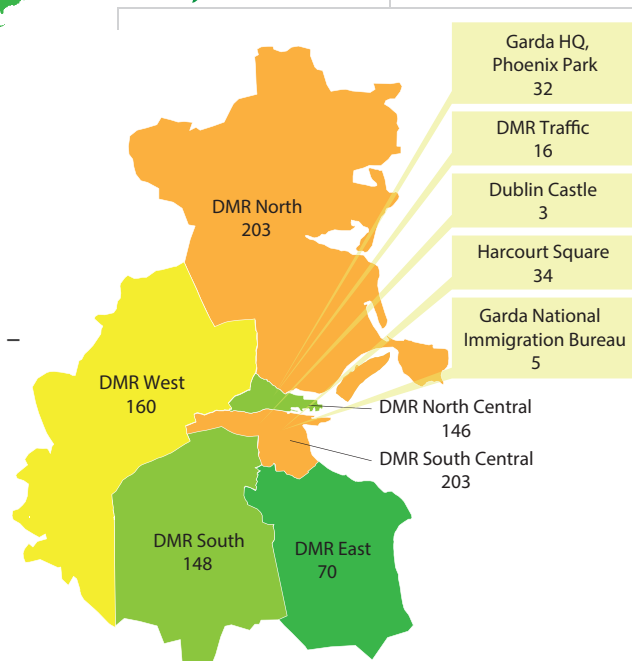 Garda HQ,
Phoenix Park
32
DMR Traffic
16
Dublin Castle
3
Harcourt Square
34
Garda National
Immigration Bureau
5
DMR North
203
DMR West
160
DMR North Central
146
DMR South Central
203
DMR South
148
DMR East
70
–